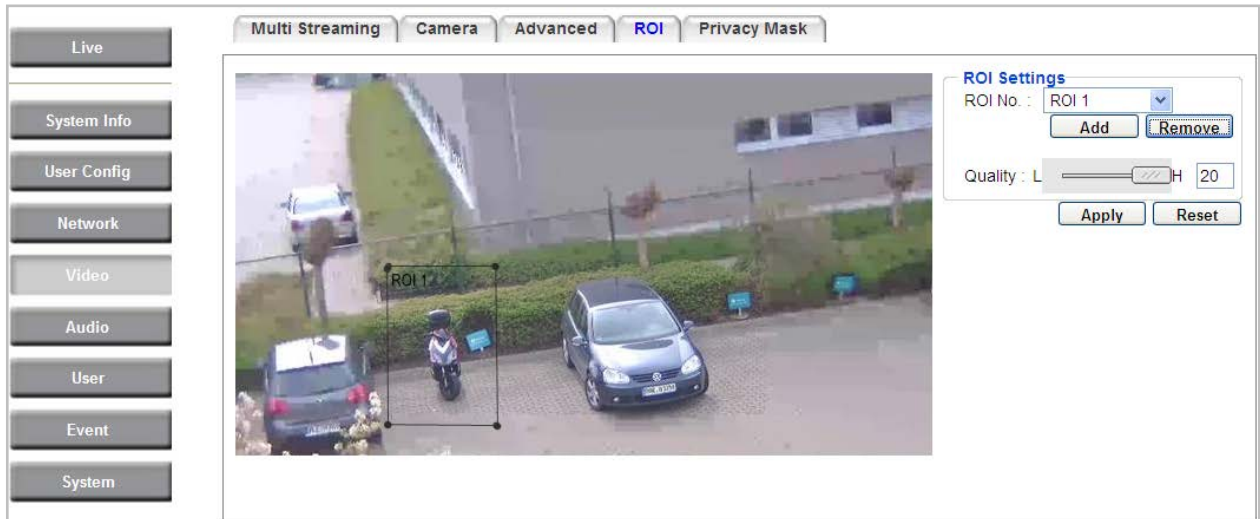 Live
System Info
User Config
Network
Video
Audio
User
Event
System
Multi Streaming Camera Advanced ROI Privacy Mask
ROI 1
ROI Settings
ROI No. : ROI 1
Add Remove
Quality : L H 20
Apply Reset